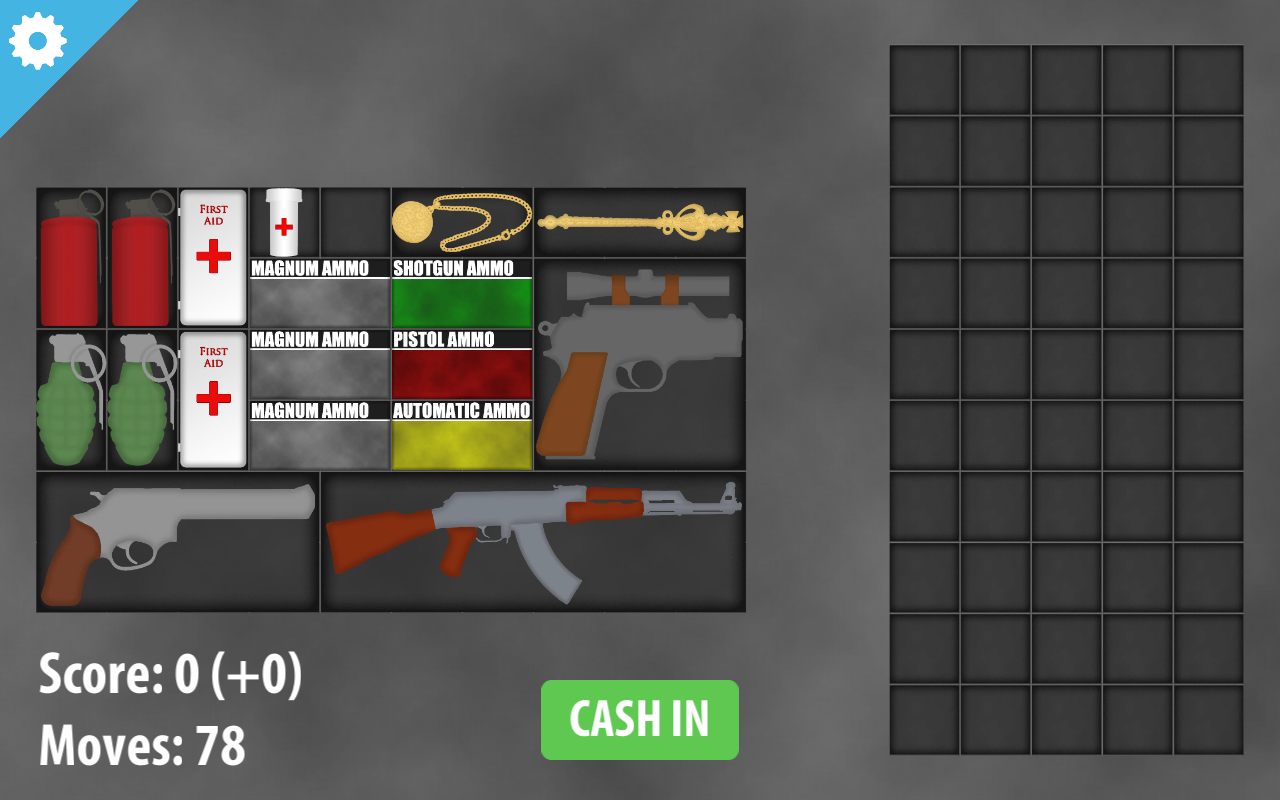 FIRST
AID
MAGNUM AMMO
SHOTGUN AMMO
FIRST
AID
MAGNUM AMMO
PISTOL AMMO
MAGNUM AMMO
AUTOMATIC AMMO
Score: 0 (+0)
CASH IN
Moves: 78